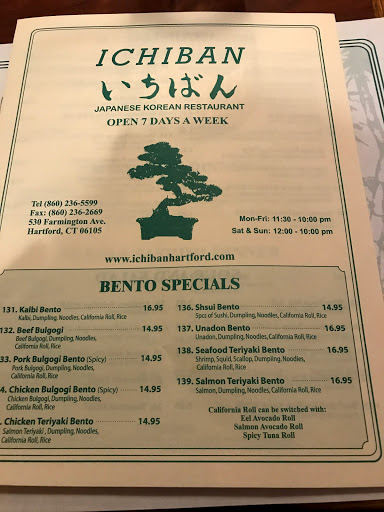 ICHIBAN
いちばん
JAPANESE KOREAN RESTAURANT
OPEN 7 DAYS A WEEK
Tel (860) 236-5599
Fax: (860) 236-2669
530 Farmington Ave.
Hartford, CT 06105
Mon-Fri: 11:30 - 10:00 pm
Sat & Sun: 12:00 - 10:00 pm
www.ichibanhartford.com
BENTO SPECIALS
131. Kalbi Bento 16.95
Kalbi, Dumpling, Noodles, California Roll, Rice
132. Beef Bulgogi 14.95
Beef Bulgogi, Dumpling, Noodles,
California Roll, Rice
33. Pork Bulgogi Bento (Spicy) 14.95
Pork Bulgogi, Dumpling, Noodles,
California Roll, Rice
4. Chicken Bulgogi Bento (Spicy) 14.95
Chicken Bulgogi, Dumpling, Noodles,
California Roll, Rice
. Chicken Teriyaki Bento 14.95
Salmon Teriyaki, Dumpling, Noodles,
California Roll, Rice
136. Shsui Bento 14.95
5pcs of Sushi, Dumpling, Noodles, California Roll, Rice
137. Unadon Bento 16.95
Unadon, Dumpling, Noodles, California Roll, Rice
138. Seafood Teriyaki Bento 16.95
Shrimp, Squid, Scallop, Dumpling, Noodles,
California Roll, Rice
139. Salmon Teriyaki Bento 14.95
Salmon, Dumpling, Noodles, California Roll, Rice
California Roll can be switched with:
Eel Avocado Roll
Salmon Avocado Roll
Spicy Tuna Roll